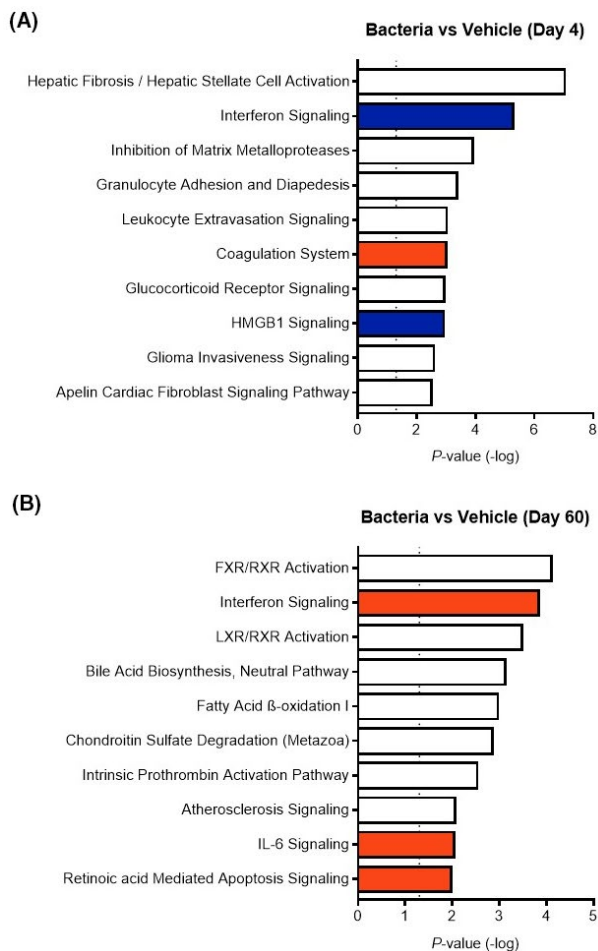 (A)
Bacteria vs Vehicle (Day 4)
Hepatic Fibrosis / Hepatic Stellate Cell Activation
Interferon Signaling
Inhibition of Matrix Metalloproteases
Granulocyte Adhesion and Diapedesis
Leukocyte Extravasation Signaling
Coagulation System
Glucocorticoid Receptor Signaling
HMGB1 Signaling
Glioma Invasiveness Signaling
Apelin Cardiac Fibroblast Signaling Pathway
0 2 4 6 8
P-value (-log)
(B)
Bacteria vs Vehicle (Day 60)
FXR/RXR Activation
Interferon Signaling
LXR/RXR Activation
Bile Acid Biosynthesis, Neutral Pathway
Fatty Acid ß-oxidation I
Chondroitin Sulfate Degradation (Metazoa)
Intrinsic Prothrombin Activation Pathway
Atherosclerosis Signaling
IL-6 Signaling
Retinoic acid Mediated Apoptosis Signaling
0 1 2 3 4 5
P-value (-log)